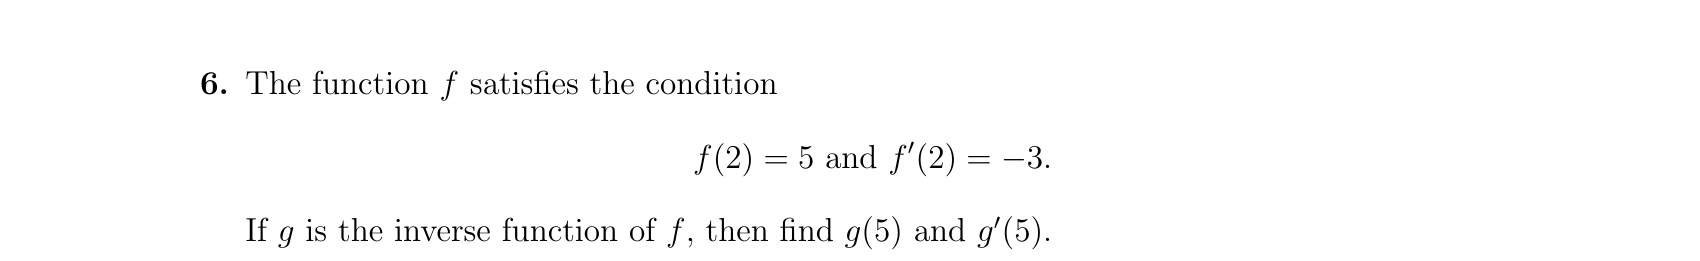 6. The function f satisfies the condition
f(2) = 5 and f′(2) = −3.
If g is the inverse function of f, then find g(5) and g′(5).